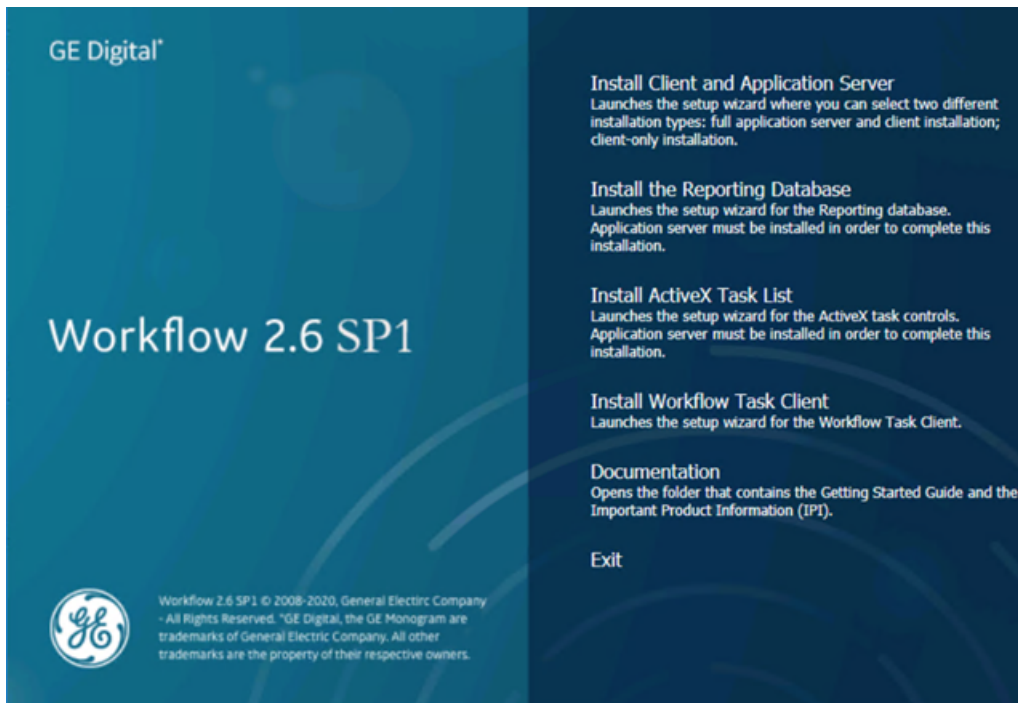 GE Digital*
Install Client and Application Server
Launches the setup wizard where you can select two different
installation types: full application server and client installation;
client-only installation.
Install the Reporting Database
Launches the setup wizard for the Reporting database.
Application server must be installed in order to complete this
installation.
Install ActiveX Task List
Launches the setup wizard for the ActiveX task controls.
Application server must be installed in order to complete this
installation.
Workflow 2.6 SP1
Install Workflow Task Client
Launches the setup wizard for the Workflow Task Client.
Documentation
Opens the folder that contains the Getting Started Guide and the
Important Product Information (IPI).
Exit
GE
Workflow 2.6 SP1 © 2008-2020, General Electirc Company
- All Rights Reserved. *GE Digital, the GE Monogram are
trademarks of General Electric Company. All other
trademarks are the property of their respective owners.